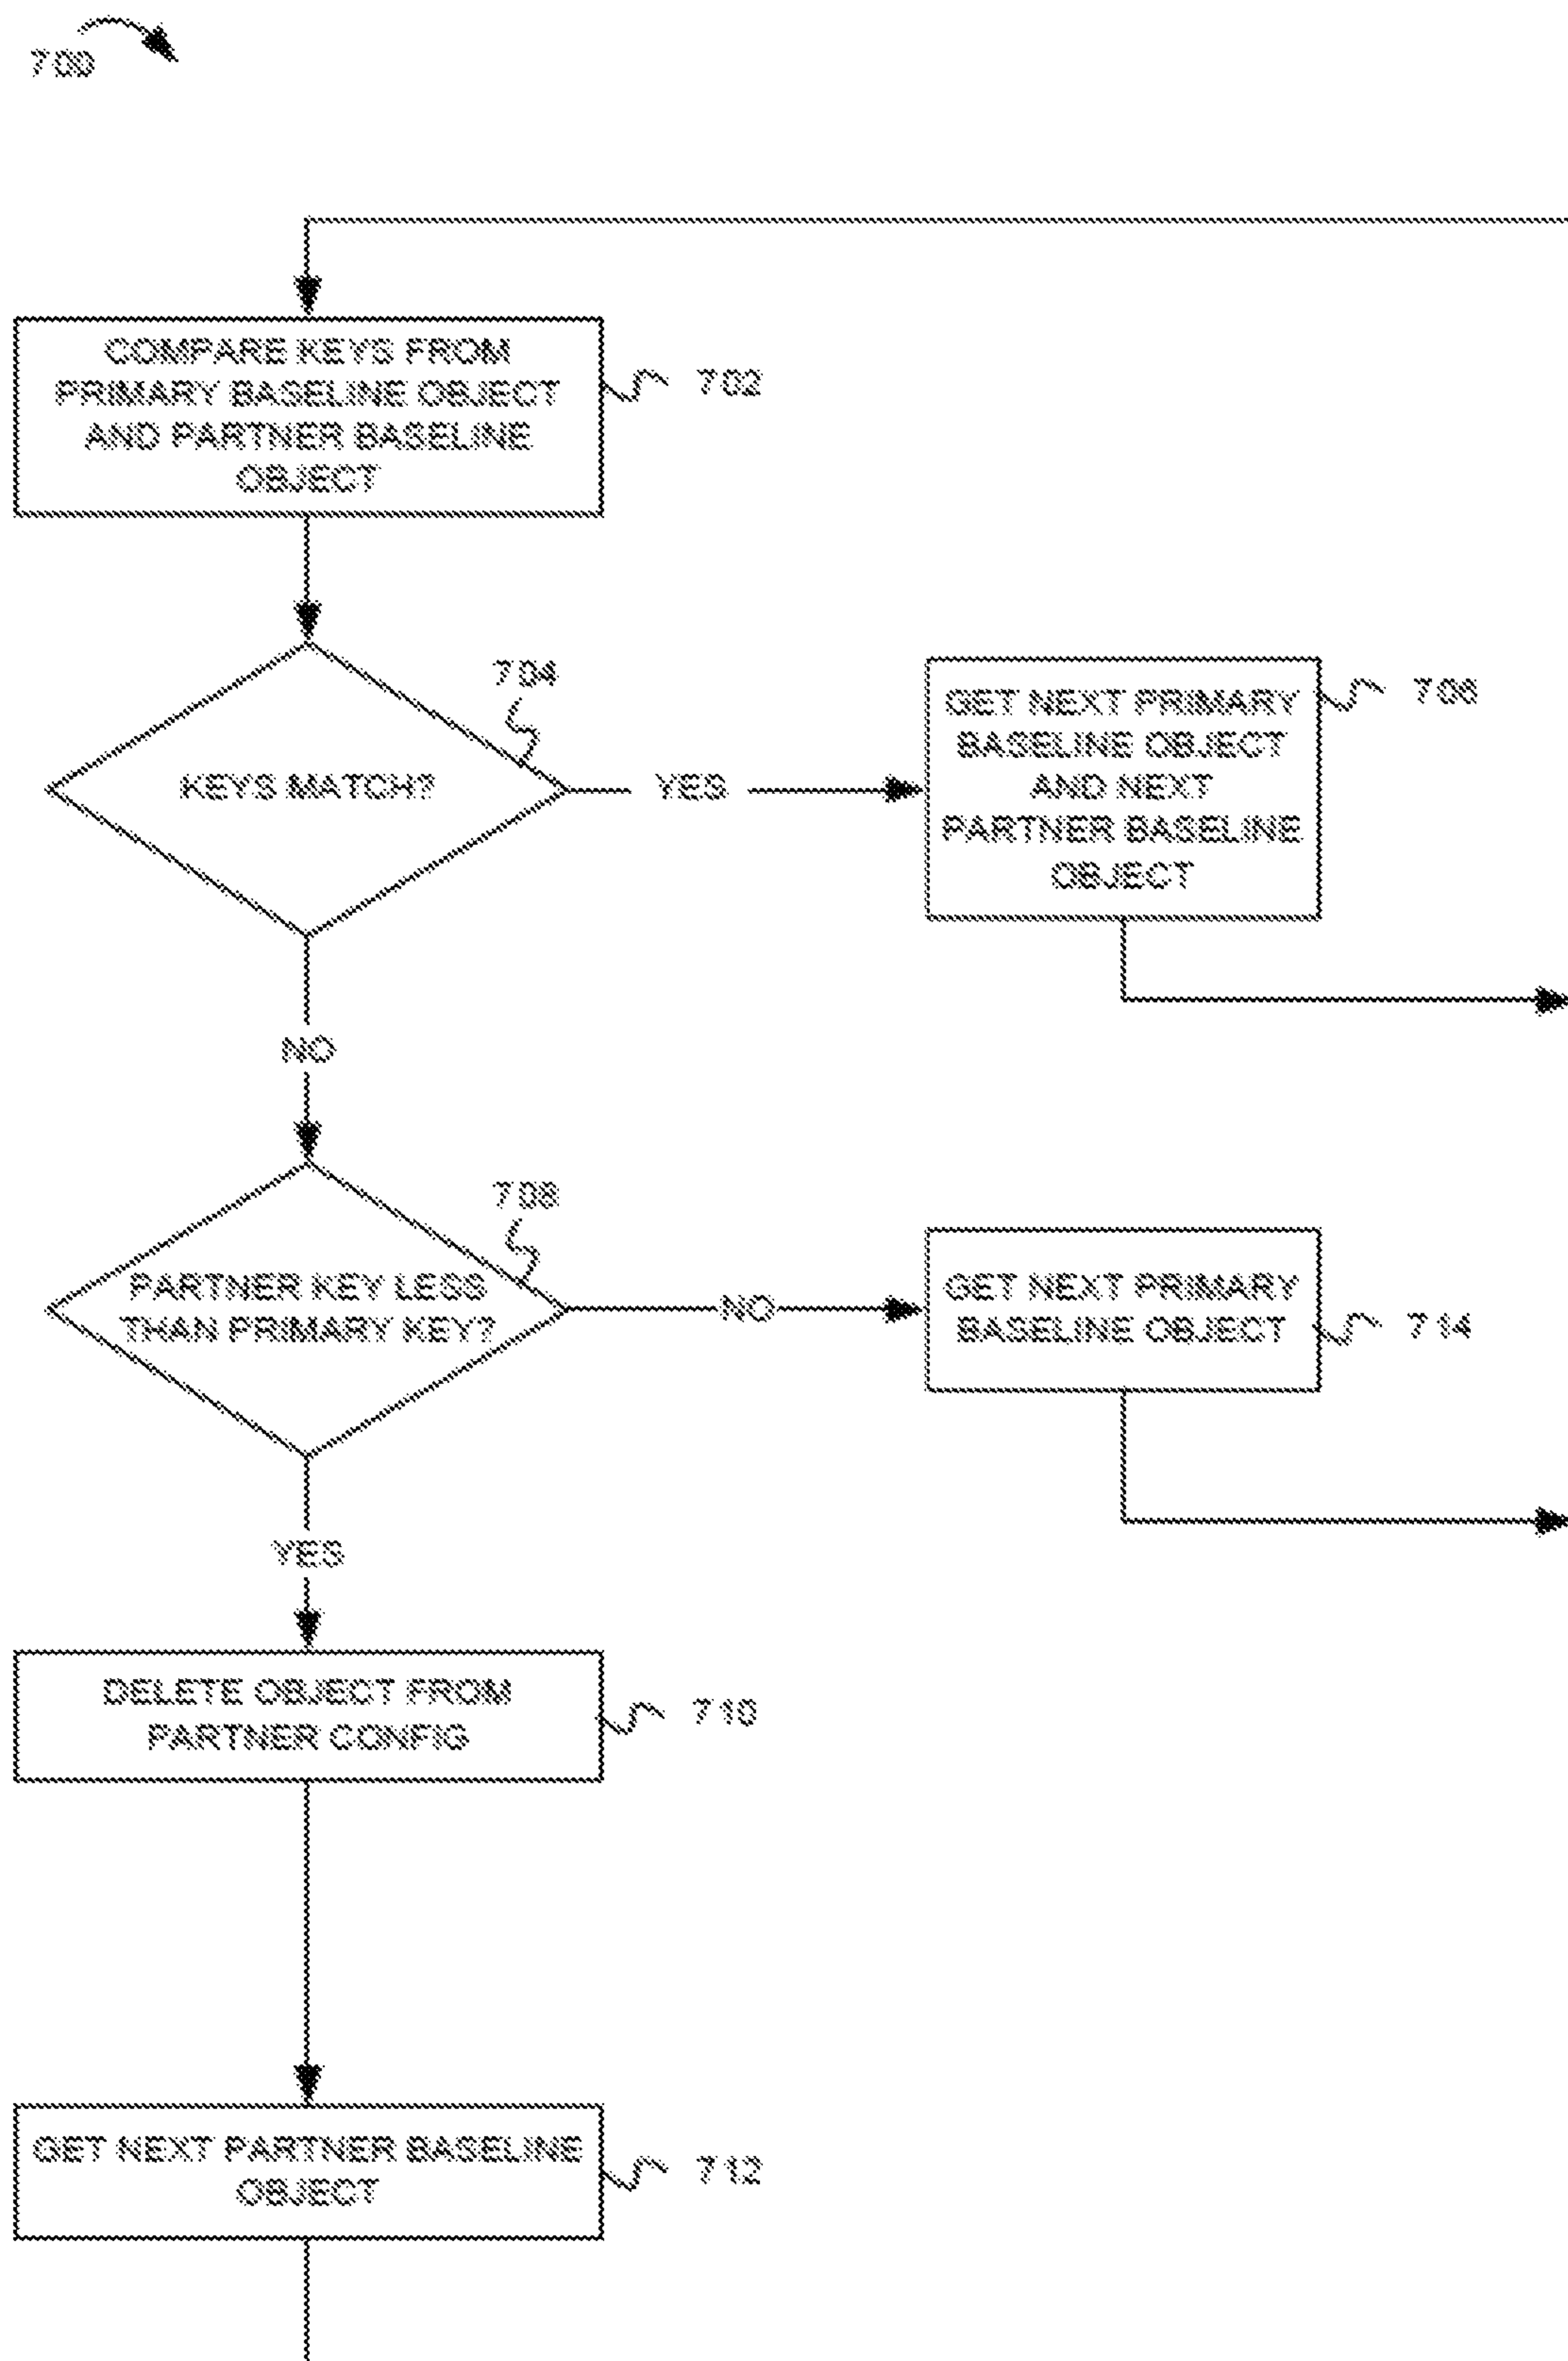 700
COMPARE KEYS FROM
PRIMARY BASELINE OBJECT
AND PARTNER BASELINE
OBJECT
702
704
KEYS MATCH?
YES
GET NEXT PRIMARY
BASELINE OBJECT
AND NEXT
PARTNER BASELINE
OBJECT
706
NO
708
PARTNER KEY LESS
THAN PRIMARY KEY?
NO
GET NEXT PRIMARY
BASELINE OBJECT
714
YES
DELETE OBJECT FROM
PARTNER CONFIG
710
GET NEXT PARTNER BASELINE
OBJECT
712